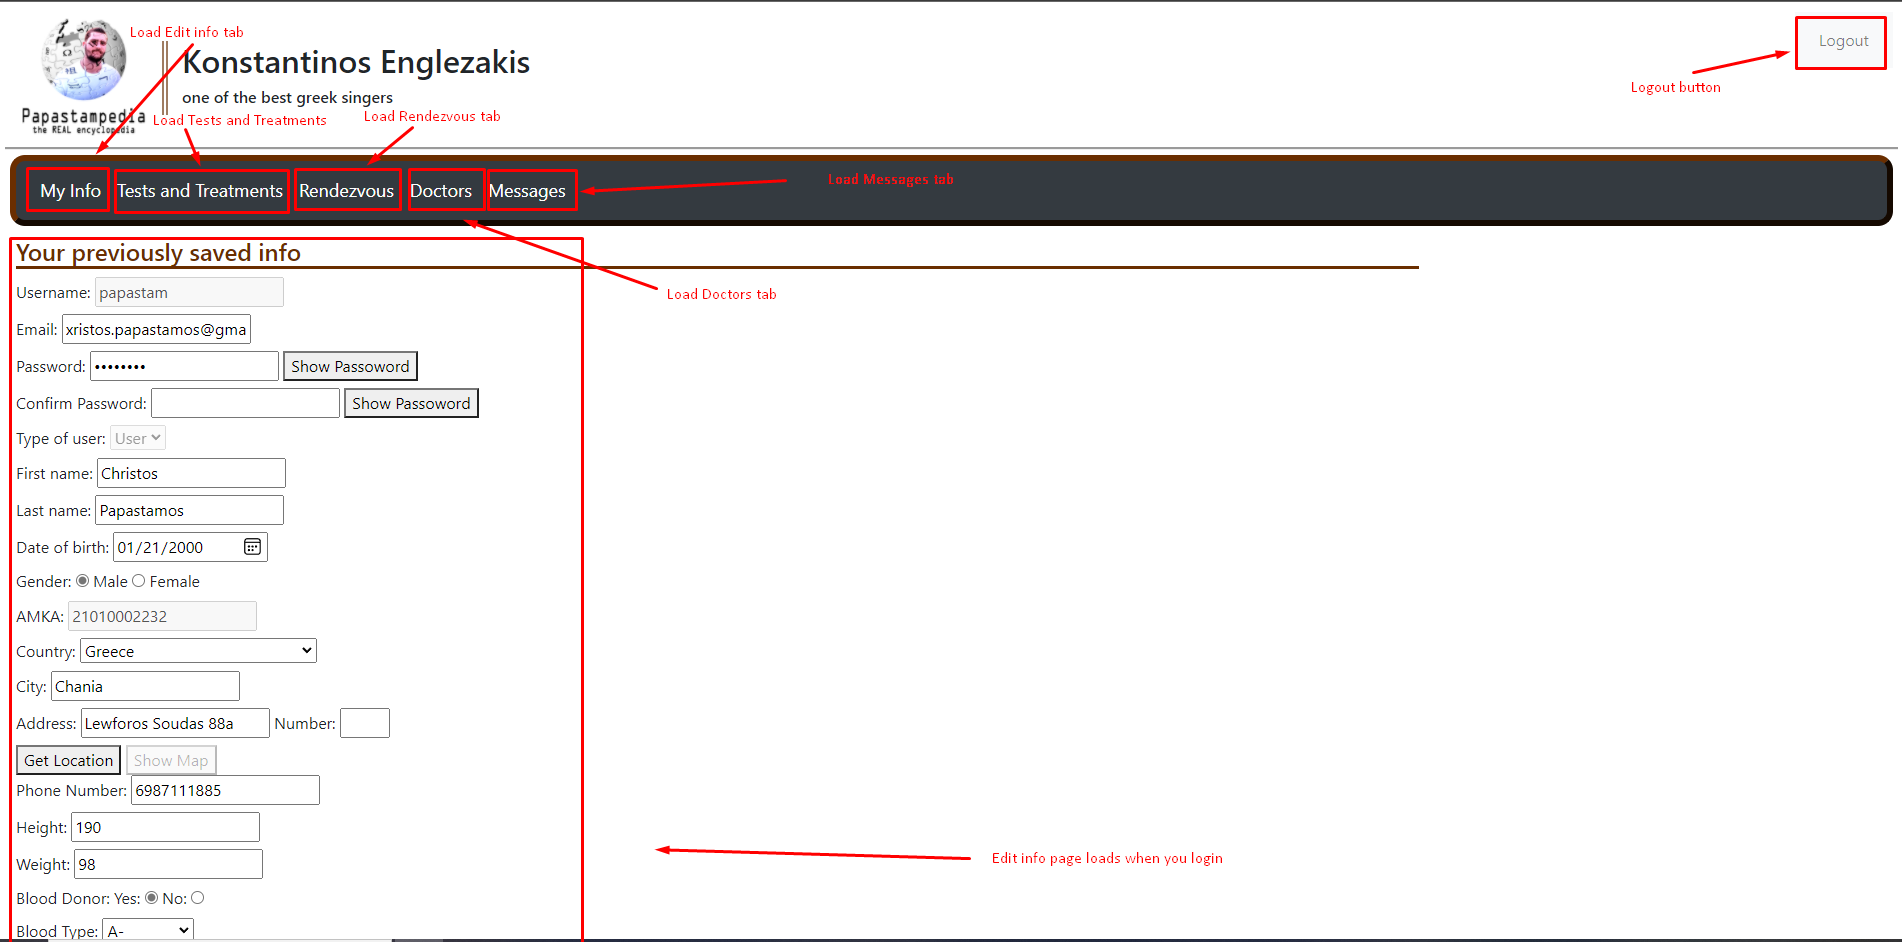 Load Edit info tab
Logout
Konstantinos Englezakis
Logout button
one of the best greek singers
Papastampedia
the REAL encyclopedia
Load Tests and Treatments
Load Rendezvous tab
My Info Tests and Treatments Rendezvous Doctors Messages
Load Messages tab
Your previously saved info
Username: papastam
Load Doctors tab
Email: xristos.papastamos@gma
Password: •••••••• Show Passoword
Confirm Password: Show Passoword
Type of user: User
First name: Christos
Last name: Papastamos
Date of birth: 01/21/2000
Gender: Male Female
AMKA: 21010002232
Country: Greece
City: Chania
Address: Lewforos Soudas 88a Number:
Get Location Show Map
Phone Number: 6987111885
Height: 190
Weight: 98
Edit info page loads when you login
Blood Donor: Yes: No:
Blood Type: A-